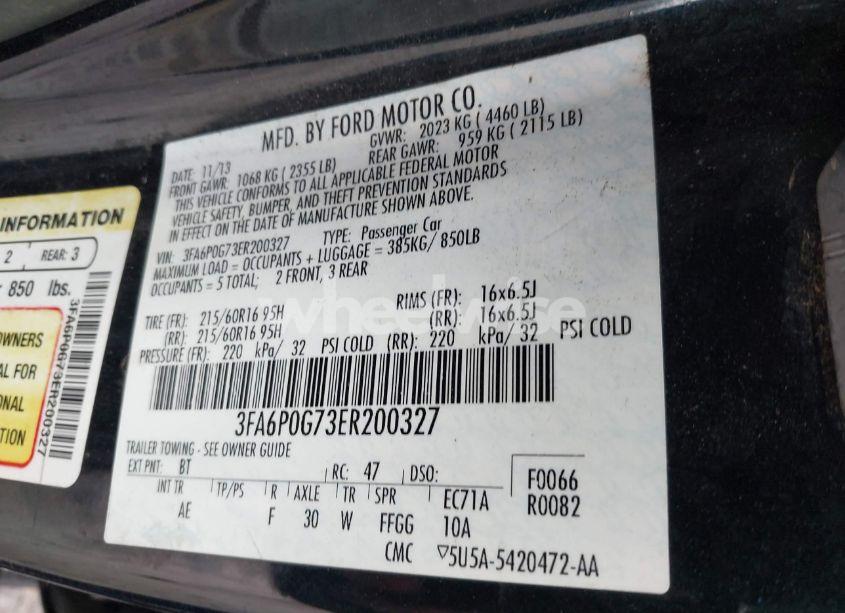 MFD. BY FORD MOTOR CO.
DATE: 11/13 GVWR: 2023 KG ( 4460 LB)
FRONT GAWR: 1068 KG ( 2355 LB) REAR GAWR: 959 KG ( 2115 LB)
THIS VEHICLE CONFORMS TO ALL APPLICABLE FEDERAL MOTOR
VEHICLE SAFETY, BUMPER, AND THEFT PREVENTION STANDARDS
IN EFFECT ON THE DATE OF MANUFACTURE SHOWN ABOVE.
VIN: 3FA6P0G73ER200327 TYPE: Passenger Car
MAXIMUM LOAD = OCCUPANTS + LUGGAGE = 385KG/ 850LB
OCCUPANTS = 5 TOTAL; 2 FRONT, 3 REAR
TIRE (FR): 215/60R16 95H RIMS (FR): 16x6.5J
(RR): 215/60R16 95H (RR): 16x6.5J
PRESSURE (FR): 220 kPa/ 32 PSI COLD (RR): 220 kPa/ 32 PSI COLD
3FA6P0G73ER200327
TRAILER TOWING - SEE OWNER GUIDE
EXT PNT: BT RC: 47 DSO: F0066
INT TR TP/PS R AXLE TR SPR EC71A R0082
AE F 30 W FFGG 10A
CMC ▽5U5A-5420472-AA
INFORMATION
2 REAR: 3
850 lbs.
OWNERS
AL FOR
ONAL
TION
3FA6P0G73ER200327
wheelwise